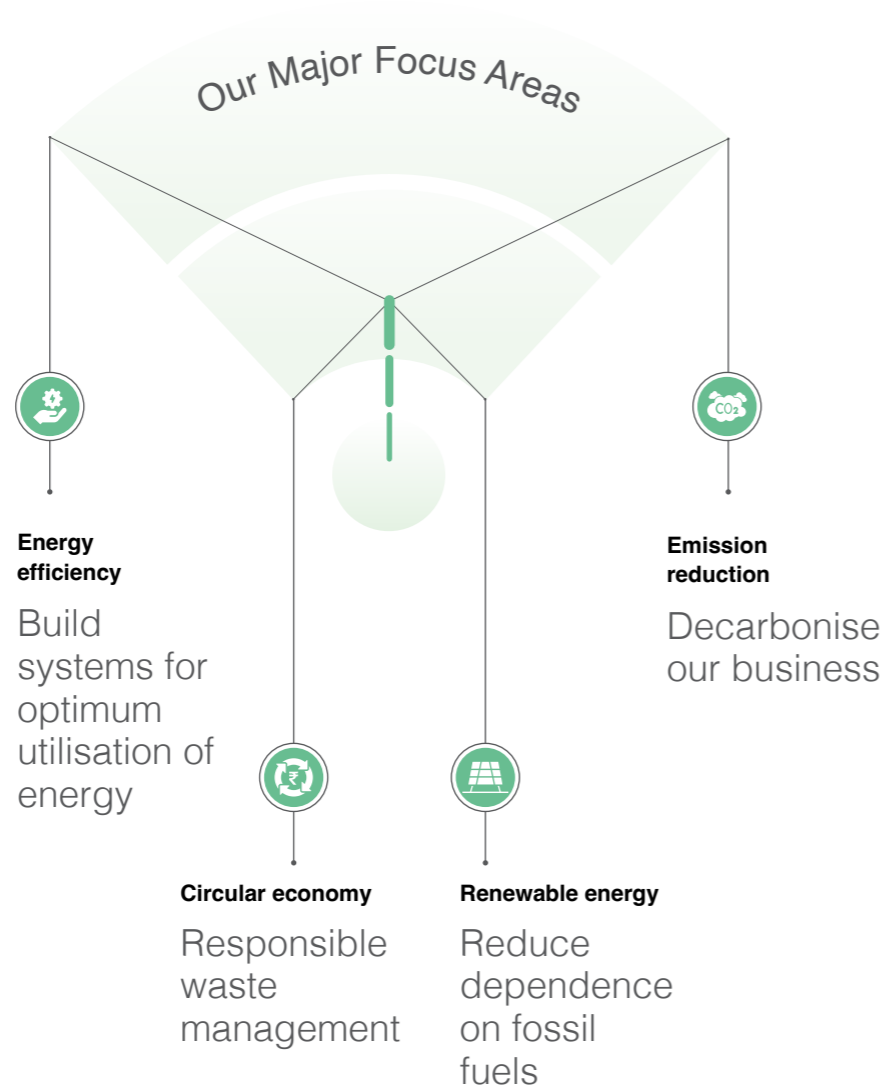 Our Major Focus Areas
CO₂
Energy
efficiency
Build
systems for
optimum
utilisation of
energy
Emission
reduction
Decarbonise
our business
₹
Circular economy
Responsible
waste
management
Renewable energy
Reduce
dependence
on fossil
fuels